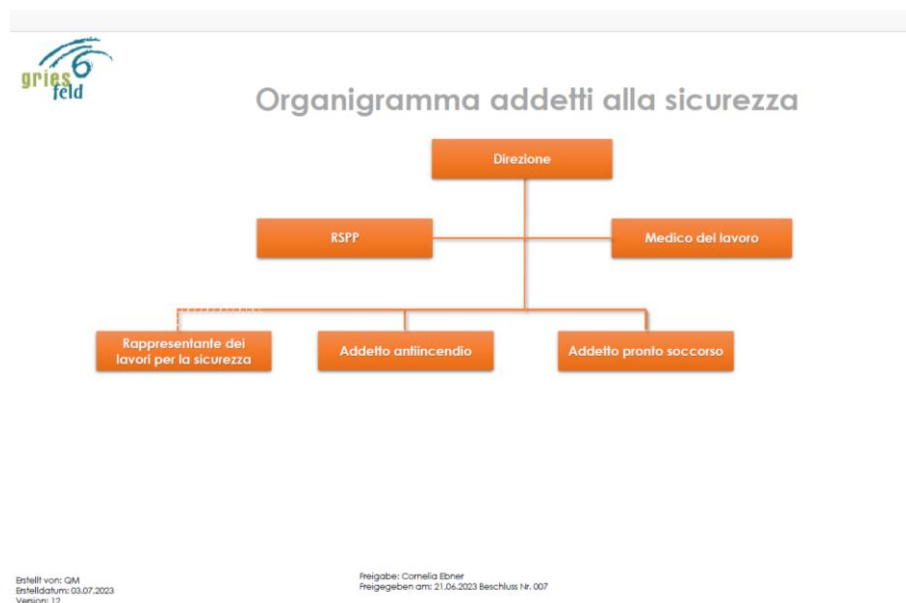 gries 6
feld
Organigramma addetti alla sicurezza
Direzione
RSPP
Medico del lavoro
Rappresentante dei
lavori per la sicurezza
Addetto antiincendio
Addetto pronto soccorso
Erstellt von: QM
Erstelldatum: 03.07.2023
Version: 12
Freigabe: Cornelia Ebner
Freigegeben am: 21.06.2023 Beschluss Nr. 007